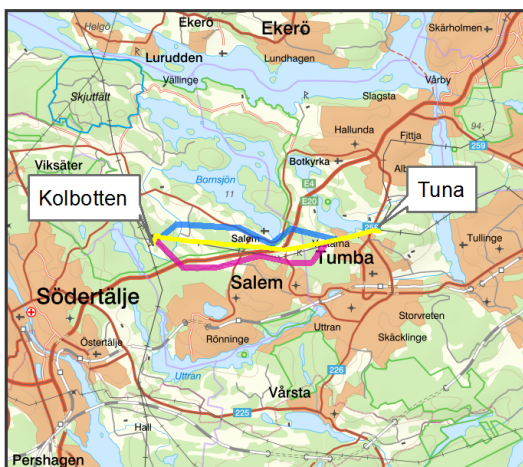 Ekerö
Ekerö
Skärholmen
Helgö
Lurudden
Lundhagen
Vällinge
Vårby
Slagsta
Skjutfält
Hallunda
Fittja
94
259
Viksäter
Bornsjön
11
Botkyrka
Alb
E4
E20
Kolbotten
Tuna
Salem
Tullinge
Tumba
Salem
Södertälje
Storvreten
Uttran
Rönninge
Skäcklinge
Östertälje
Uttran
226
Vårsta
225
Hall
Pershagen